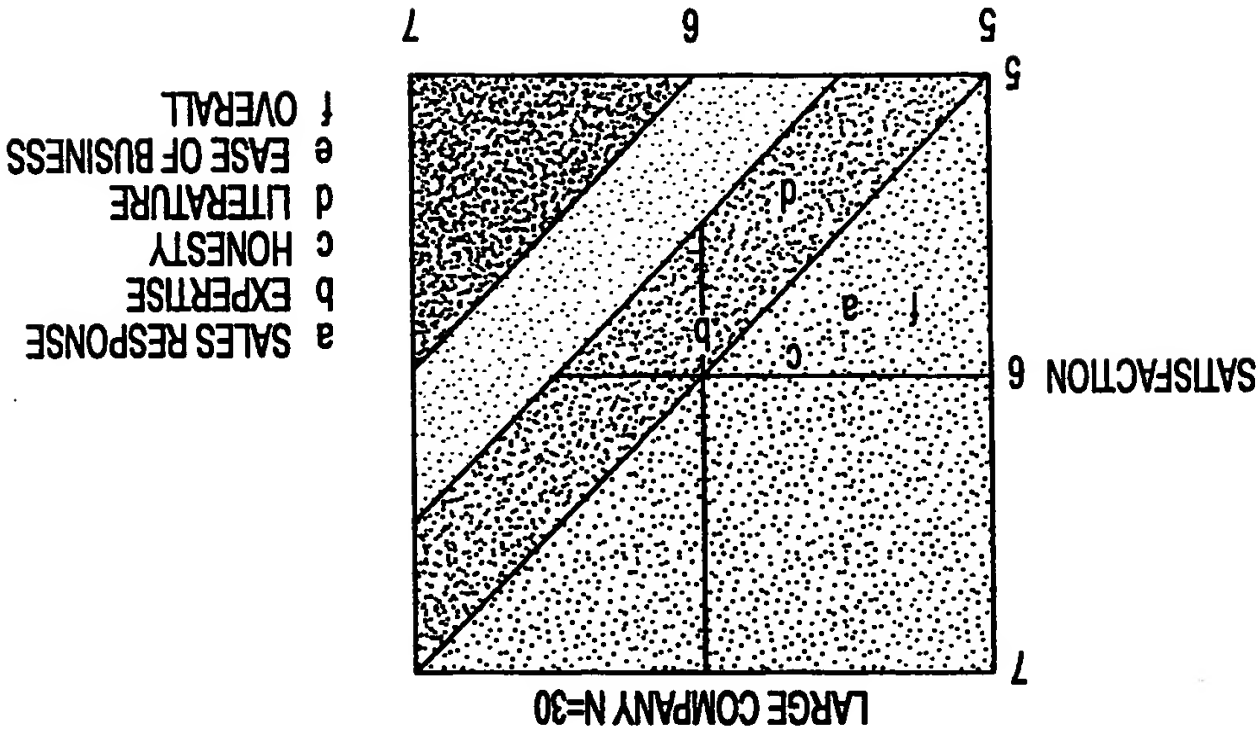 LARGE COMPANY N=30
7
SATISFACTION 6
c
b
f
a
d
5
5 6 7
a SALES RESPONSE
b EXPERTISE
c HONESTY
d LITERATURE
e EASE OF BUSINESS
f OVERALL